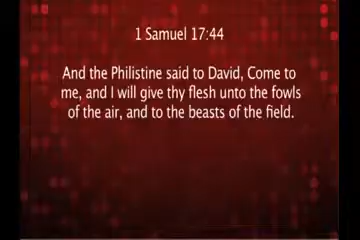 1 Samuel 17:44
And the Philistine said to David, Come to
me, and I will give thy flesh unto the fowls
of the air, and to the beasts of the field.